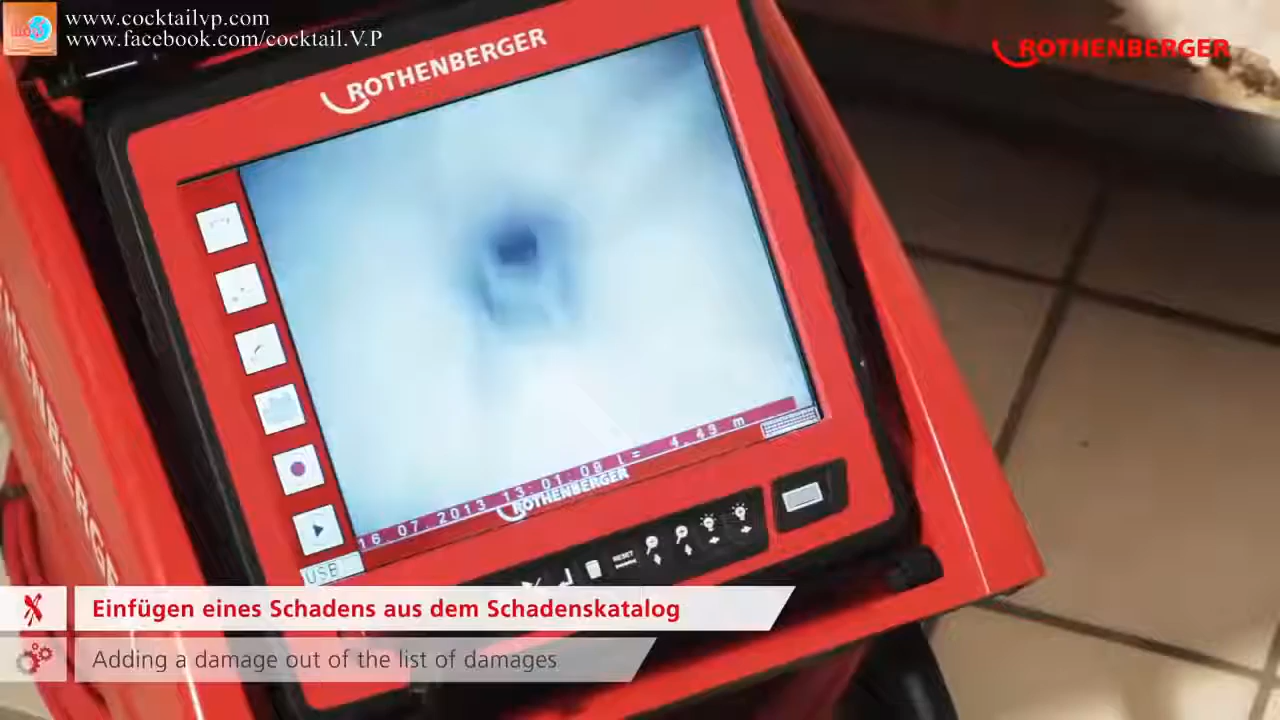 www.cocktailvp.com
www.facebook.com/cocktail.V.P
ROTHENBERGER
ROTHENBERGER
16.07.2013 13:01:09 L= 4.49 m
ROTHENBERGER
USB
RESET
Einfügen eines Schadens aus dem Schadenskatalog
Adding a damage out of the list of damages